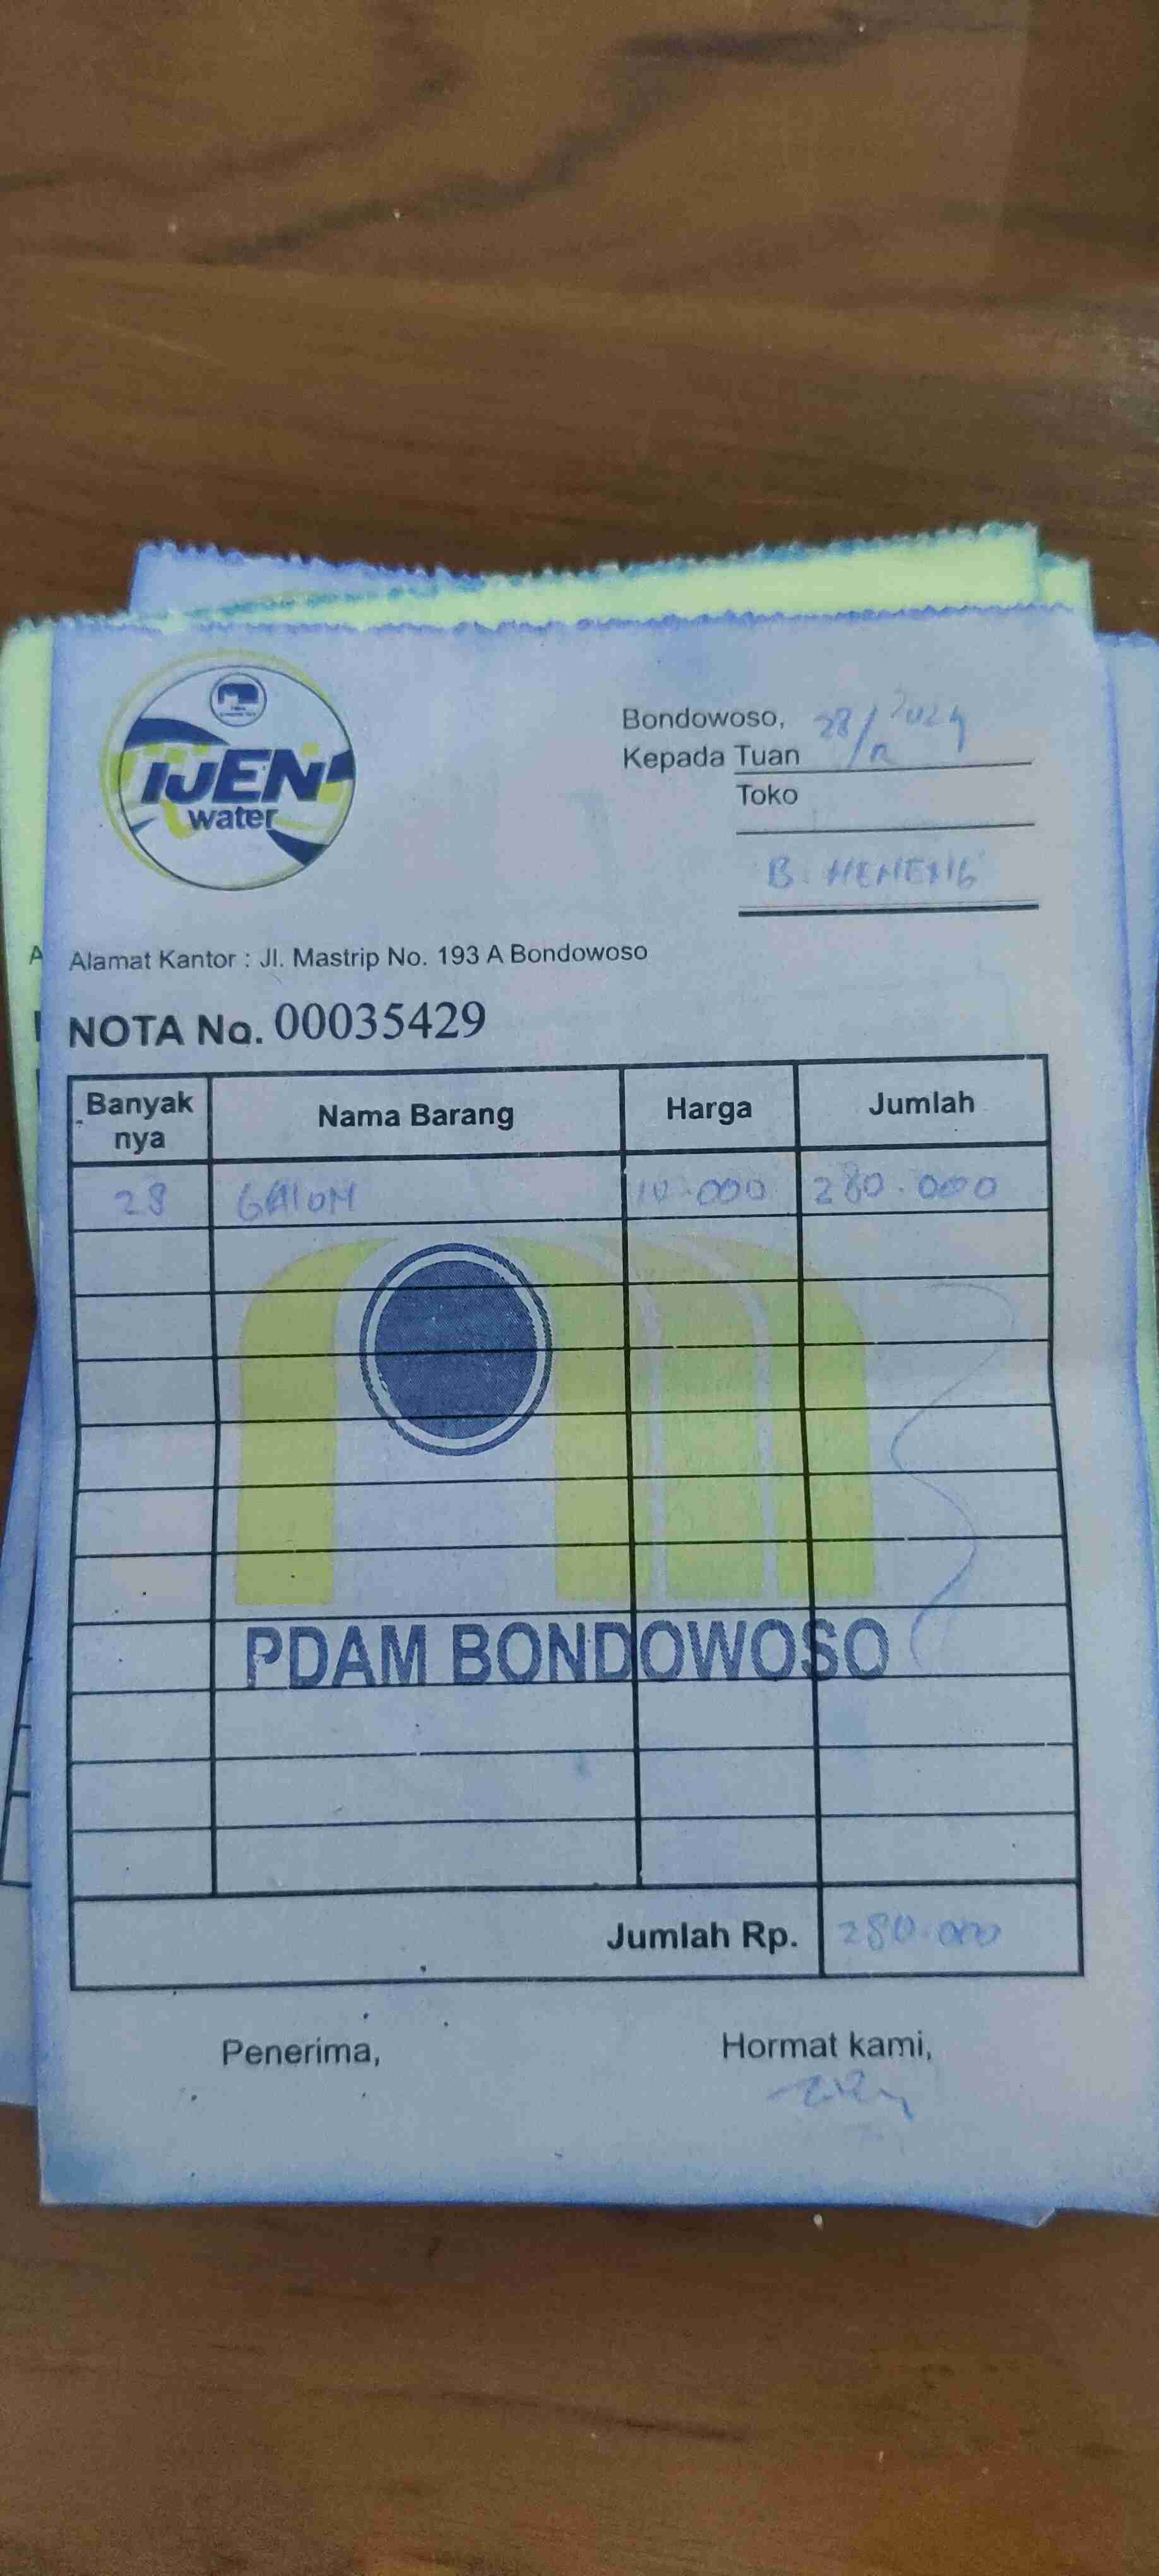 IJEN
water
Bondowoso, 28/12 2024
Kepada Tuan
Toko
B. NENENG
Alamat Kantor : Jl. Mastrip No. 193 A Bondowoso
NOTA No. 00035429
Banyak nya Nama Barang Harga Jumlah
28 GALON 10.000 280.000
PDAM BONDOWOSO
Jumlah Rp. 280.000
Penerima, Hormat kami,